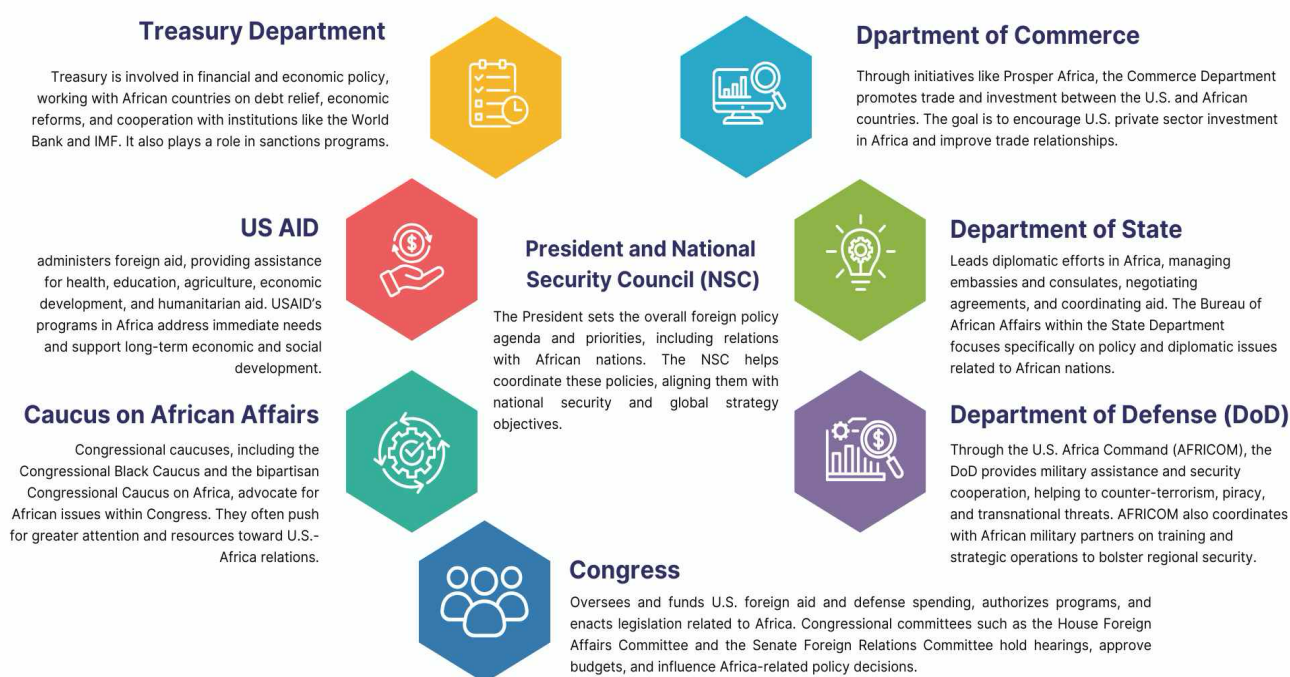 Treasury Department
Treasury is involved in financial and economic policy,
working with African countries on debt relief, economic
reforms, and cooperation with institutions like the World
Bank and IMF. It also plays a role in sanctions programs.
Dpartment of Commerce
Through initiatives like Prosper Africa, the Commerce Department
promotes trade and investment between the U.S. and African
countries. The goal is to encourage U.S. private sector investment
in Africa and improve trade relationships.
US AID
administers foreign aid, providing assistance
for health, education, agriculture, economic
development, and humanitarian aid. USAID's
programs in Africa address immediate needs
and support long-term economic and social
development.
President and National
Security Council (NSC)
The President sets the overall foreign policy
agenda and priorities, including relations
with African nations. The NSC helps
coordinate these policies, aligning them with
national security and global strategy
objectives.
Department of State
Leads diplomatic efforts in Africa, managing
embassies and consulates, negotiating
agreements, and coordinating aid. The Bureau of
African Affairs within the State Department
focuses specifically on policy and diplomatic issues
related to African nations.
Caucus on African Affairs
Congressional caucuses, including the
Congressional Black Caucus and the bipartisan
Congressional Caucus on Africa, advocate for
African issues within Congress. They often push
for greater attention and resources toward U.S.-
Africa relations.
Department of Defense (DoD)
Through the U.S. Africa Command (AFRICOM), the
DoD provides military assistance and security
cooperation, helping to counter-terrorism, piracy,
and transnational threats. AFRICOM also coordinates
with African military partners on training and
strategic operations to bolster regional security.
Congress
Oversees and funds U.S. foreign aid and defense spending, authorizes programs, and
enacts legislation related to Africa. Congressional committees such as the House Foreign
Affairs Committee and the Senate Foreign Relations Committee hold hearings, approve
budgets, and influence Africa-related policy decisions.